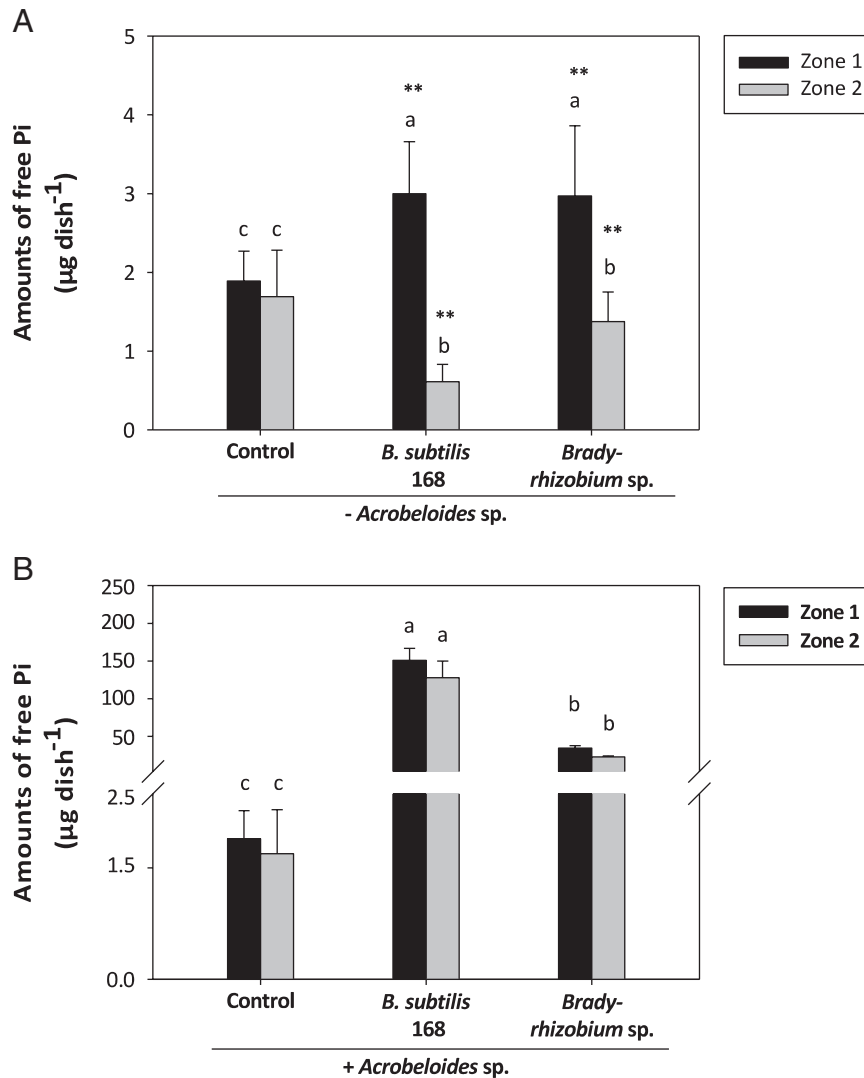 A
Amounts of free Pi
(µg dish⁻¹)
5
4
3
2
1
0
c c
**
a
**
b
**
a
**
b
Zone 1
Zone 2
Control
B. subtilis
168
Brady-
rhizobium sp.
- Acrobeloides sp.
B
Amounts of free Pi
(µg dish⁻¹)
250
200
150
100
50
2.5
1.5
0.0
c c
a a
b b
Zone 1
Zone 2
Control
B. subtilis
168
Brady-
rhizobium sp.
+ Acrobeloides sp.